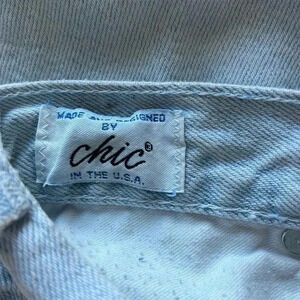 MADE AND DESIGNED
BY
chic®
IN THE U.S.A.